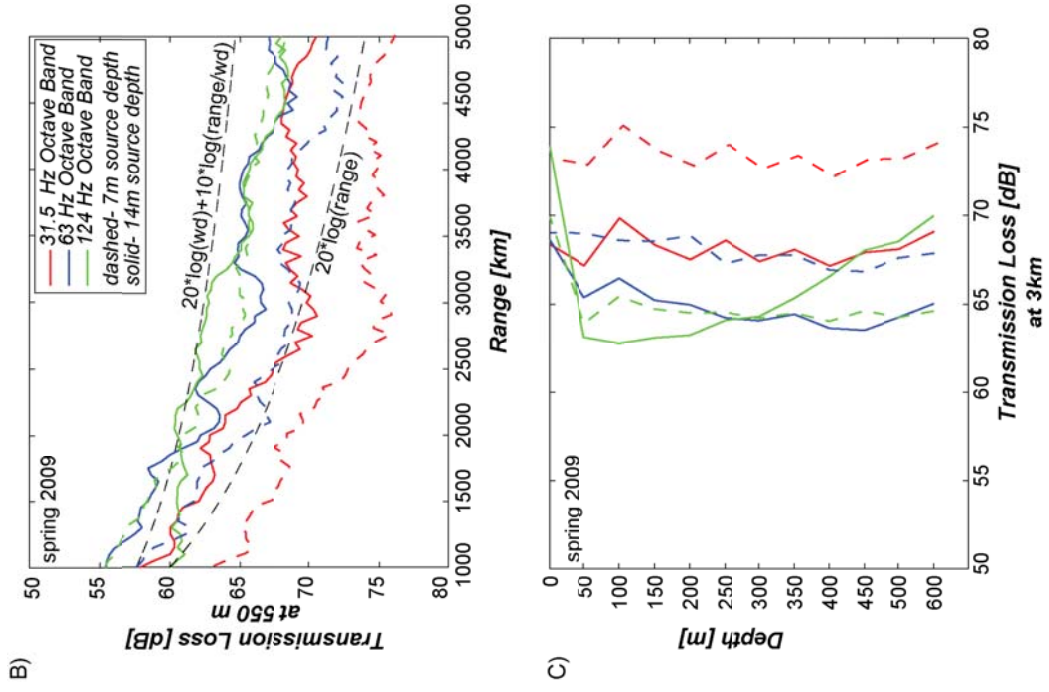 B)
spring 2009
31.5 Hz Octave Band
63 Hz Octave Band
124 Hz Octave Band
dashed- 7m source depth
solid- 14m source depth
20*log(wd)+10*log(range/wd)
20*log(range)
50
55
60
65
70
75
80
Transmission Loss [dB]
at 550 m
1000
1500
2000
2500
3000
3500
4000
4500
5000
Range [km]
C)
spring 2009
0
50
100
150
200
250
300
350
400
450
500
600
Depth [m]
50
55
66
65
70
75
80
Transmission Loss [dB]
at 3km